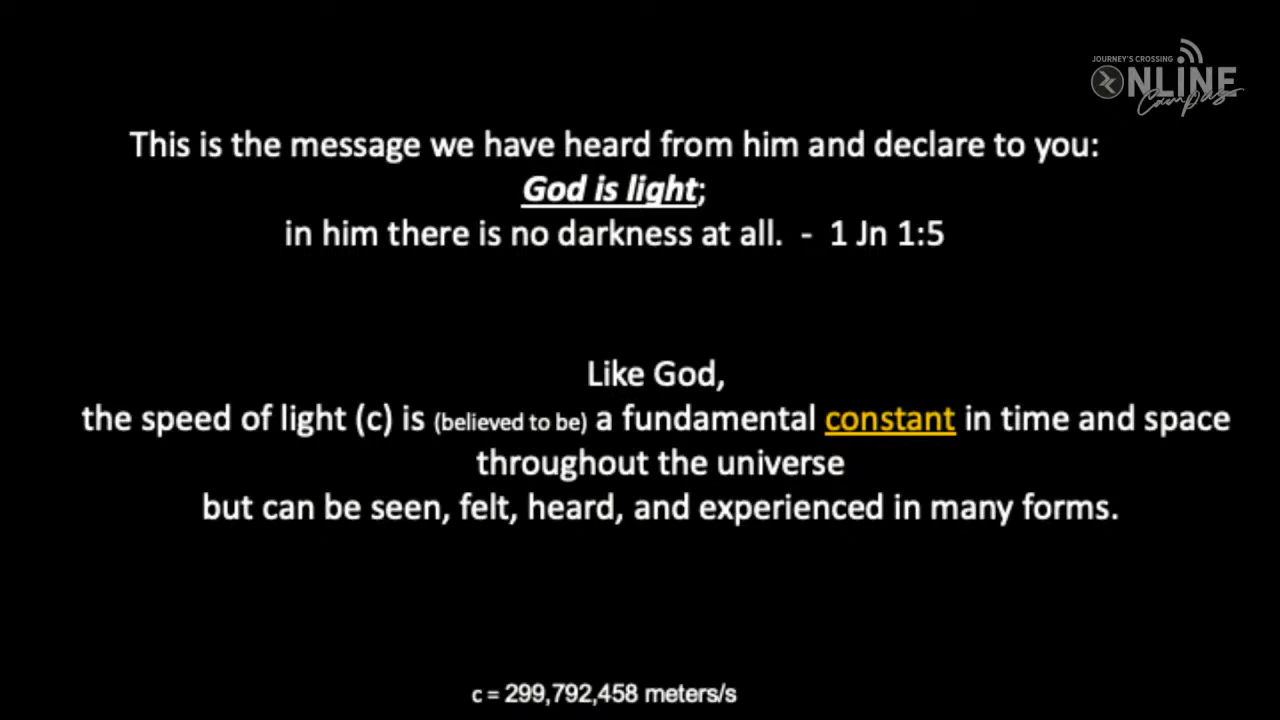 JOURNEY'S CROSSING
ONLINE
Campus
This is the message we have heard from him and declare to you:
God is light;
in him there is no darkness at all. - 1 Jn 1:5
Like God,
the speed of light (c) is (believed to be) a fundamental constant in time and space
throughout the universe
but can be seen, felt, heard, and experienced in many forms.
c = 299,792,458 meters/s